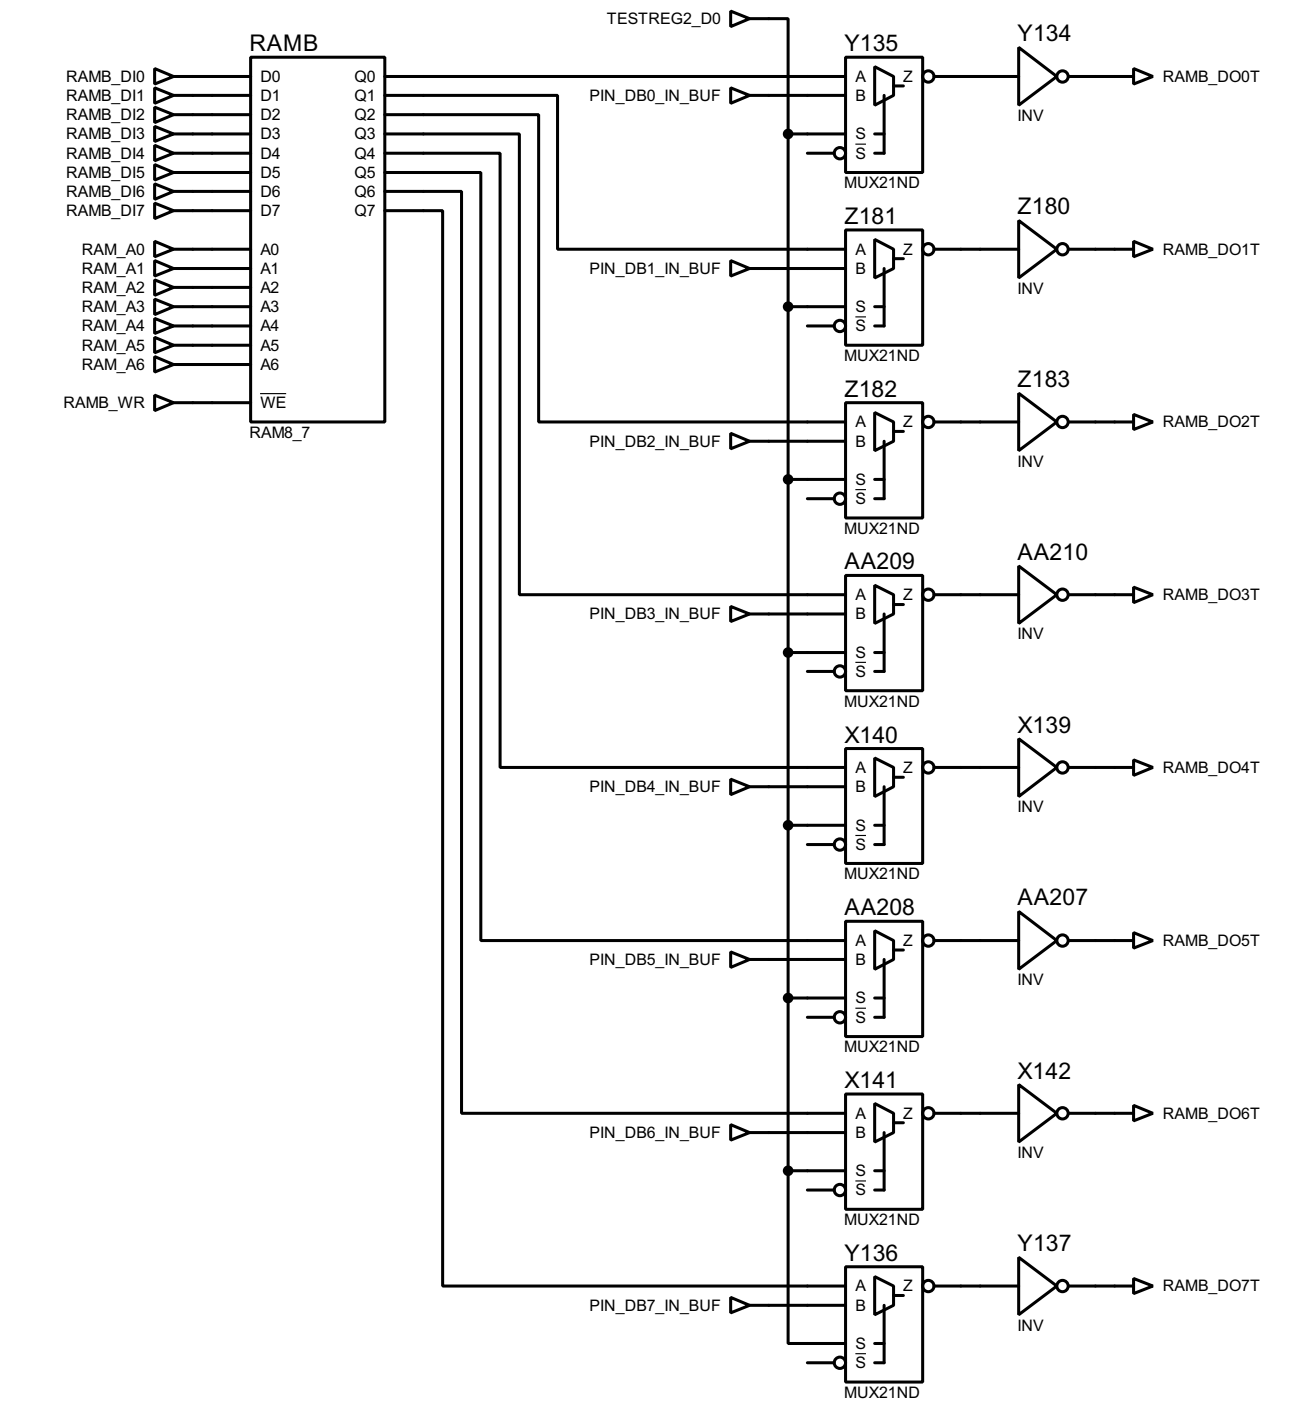 TESTREG2_D0
RAMB
RAMB_DI0 D0 Q0
RAMB_DI1 D1 Q1
RAMB_DI2 D2 Q2
RAMB_DI3 D3 Q3
RAMB_DI4 D4 Q4
RAMB_DI5 D5 Q5
RAMB_DI6 D6 Q6
RAMB_DI7 D7 Q7
RAM_A0 A0
RAM_A1 A1
RAM_A2 A2
RAM_A3 A3
RAM_A4 A4
RAM_A5 A5
RAM_A6 A6
RAMB_WR W̅E̅
RAM8_7
Y135 Y134
A Z RAMB_DO0T
PIN_DB0_IN_BUF B
INV
S
S̅
MUX21ND
Z181 Z180
A Z RAMB_DO1T
PIN_DB1_IN_BUF B
INV
S
S̅
MUX21ND
Z182 Z183
A Z RAMB_DO2T
PIN_DB2_IN_BUF B
INV
S
S̅
MUX21ND
AA209 AA210
A Z RAMB_DO3T
PIN_DB3_IN_BUF B
INV
S
S̅
MUX21ND
X140 X139
A Z RAMB_DO4T
PIN_DB4_IN_BUF B
INV
S
S̅
MUX21ND
AA208 AA207
A Z RAMB_DO5T
PIN_DB5_IN_BUF B
INV
S
S̅
MUX21ND
X141 X142
A Z RAMB_DO6T
PIN_DB6_IN_BUF B
INV
S
S̅
MUX21ND
Y136 Y137
A Z RAMB_DO7T
PIN_DB7_IN_BUF B
INV
S
S̅
MUX21ND